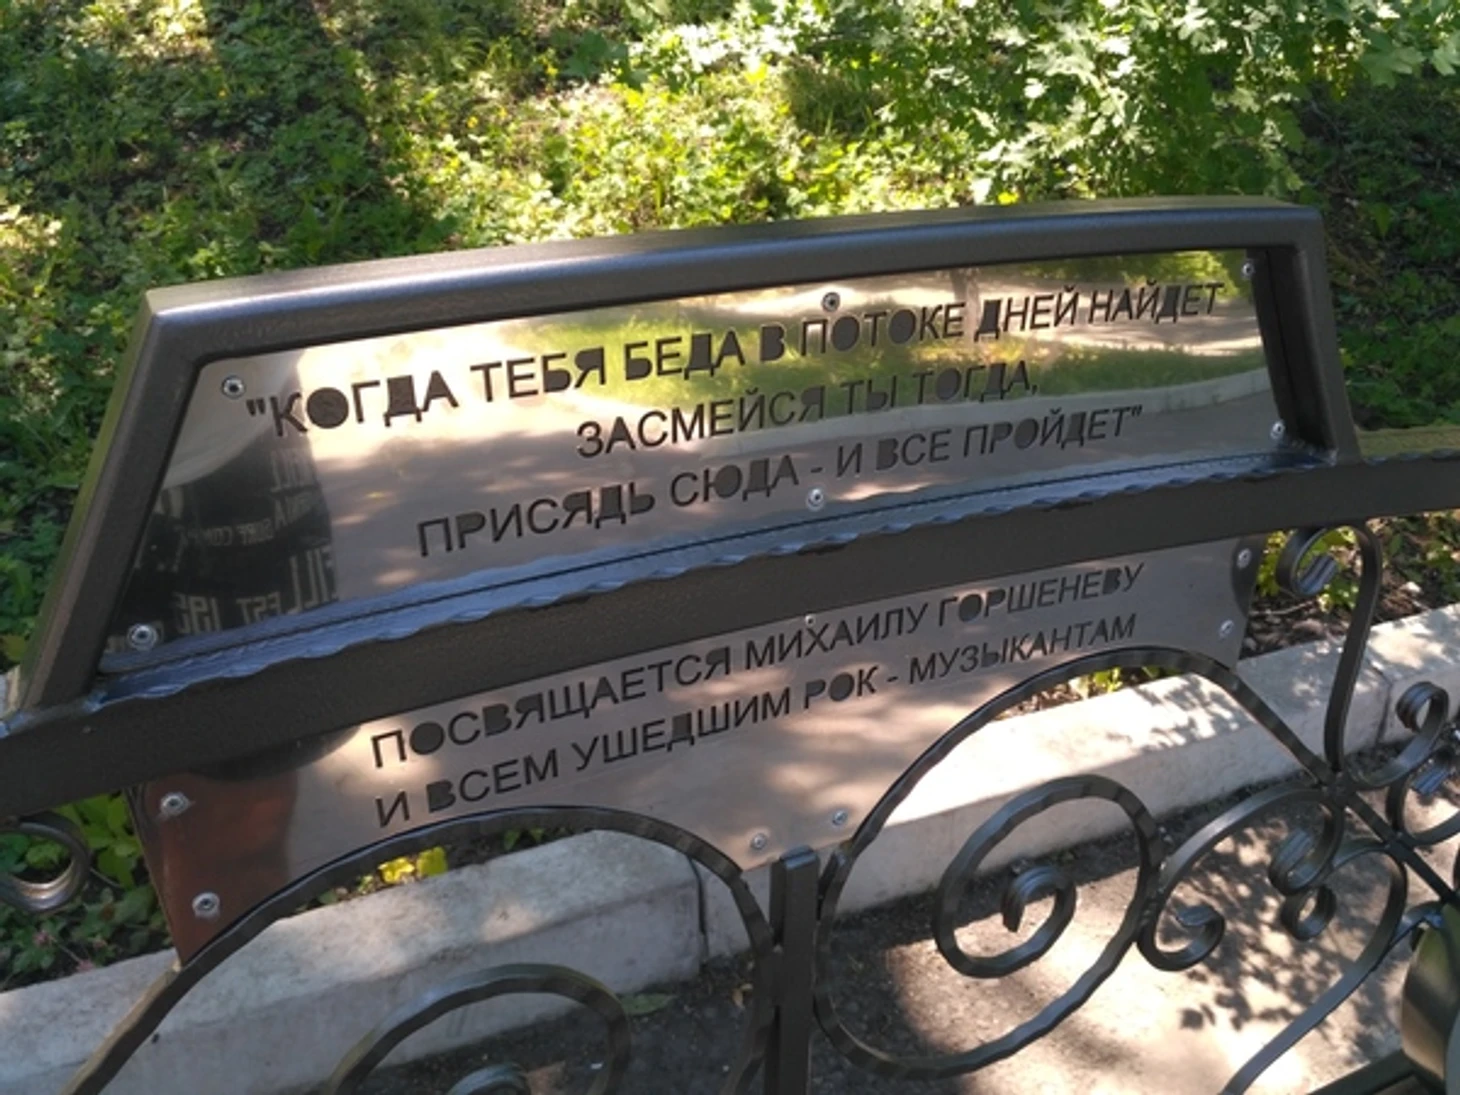 "КОГДА ТЕБЯ БЕДА В ПОТОКЕ ДНЕЙ НАЙДЕТ
ЗАСМЕЙСЯ ТЫ ТОГДА,
ПРИСЯДЬ СЮДА - И ВСЕ ПРОЙДЕТ"
ПОСВЯЩАЕТСЯ МИХАИЛУ ГОРШЕНЕВУ
И ВСЕМ УШЕДШИМ РОК - МУЗЫКАНТАМ